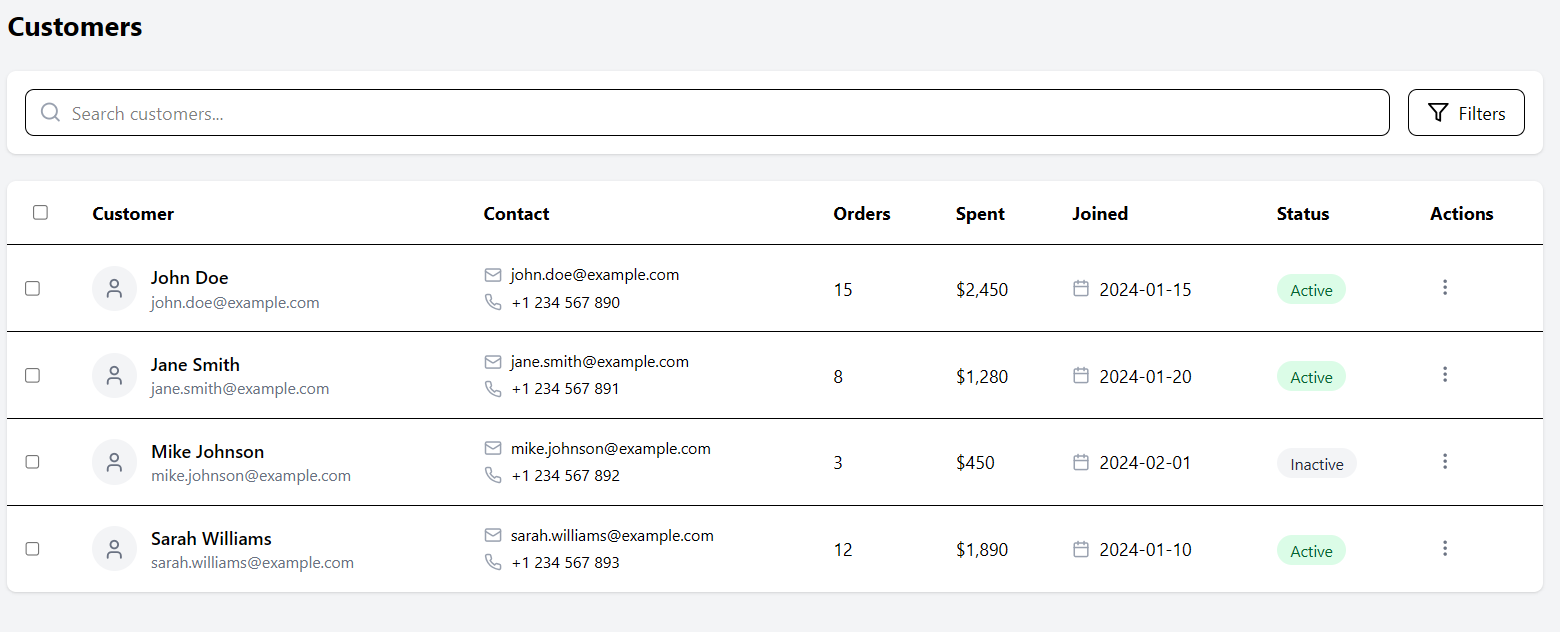 Customers
Search customers...
Filters
Customer Contact Orders Spent Joined Status Actions
John Doe
john.doe@example.com
john.doe@example.com
+1 234 567 890
15 $2,450 2024-01-15 Active
Jane Smith
jane.smith@example.com
jane.smith@example.com
+1 234 567 891
8 $1,280 2024-01-20 Active
Mike Johnson
mike.johnson@example.com
mike.johnson@example.com
+1 234 567 892
3 $450 2024-02-01 Inactive
Sarah Williams
sarah.williams@example.com
sarah.williams@example.com
+1 234 567 893
12 $1,890 2024-01-10 Active